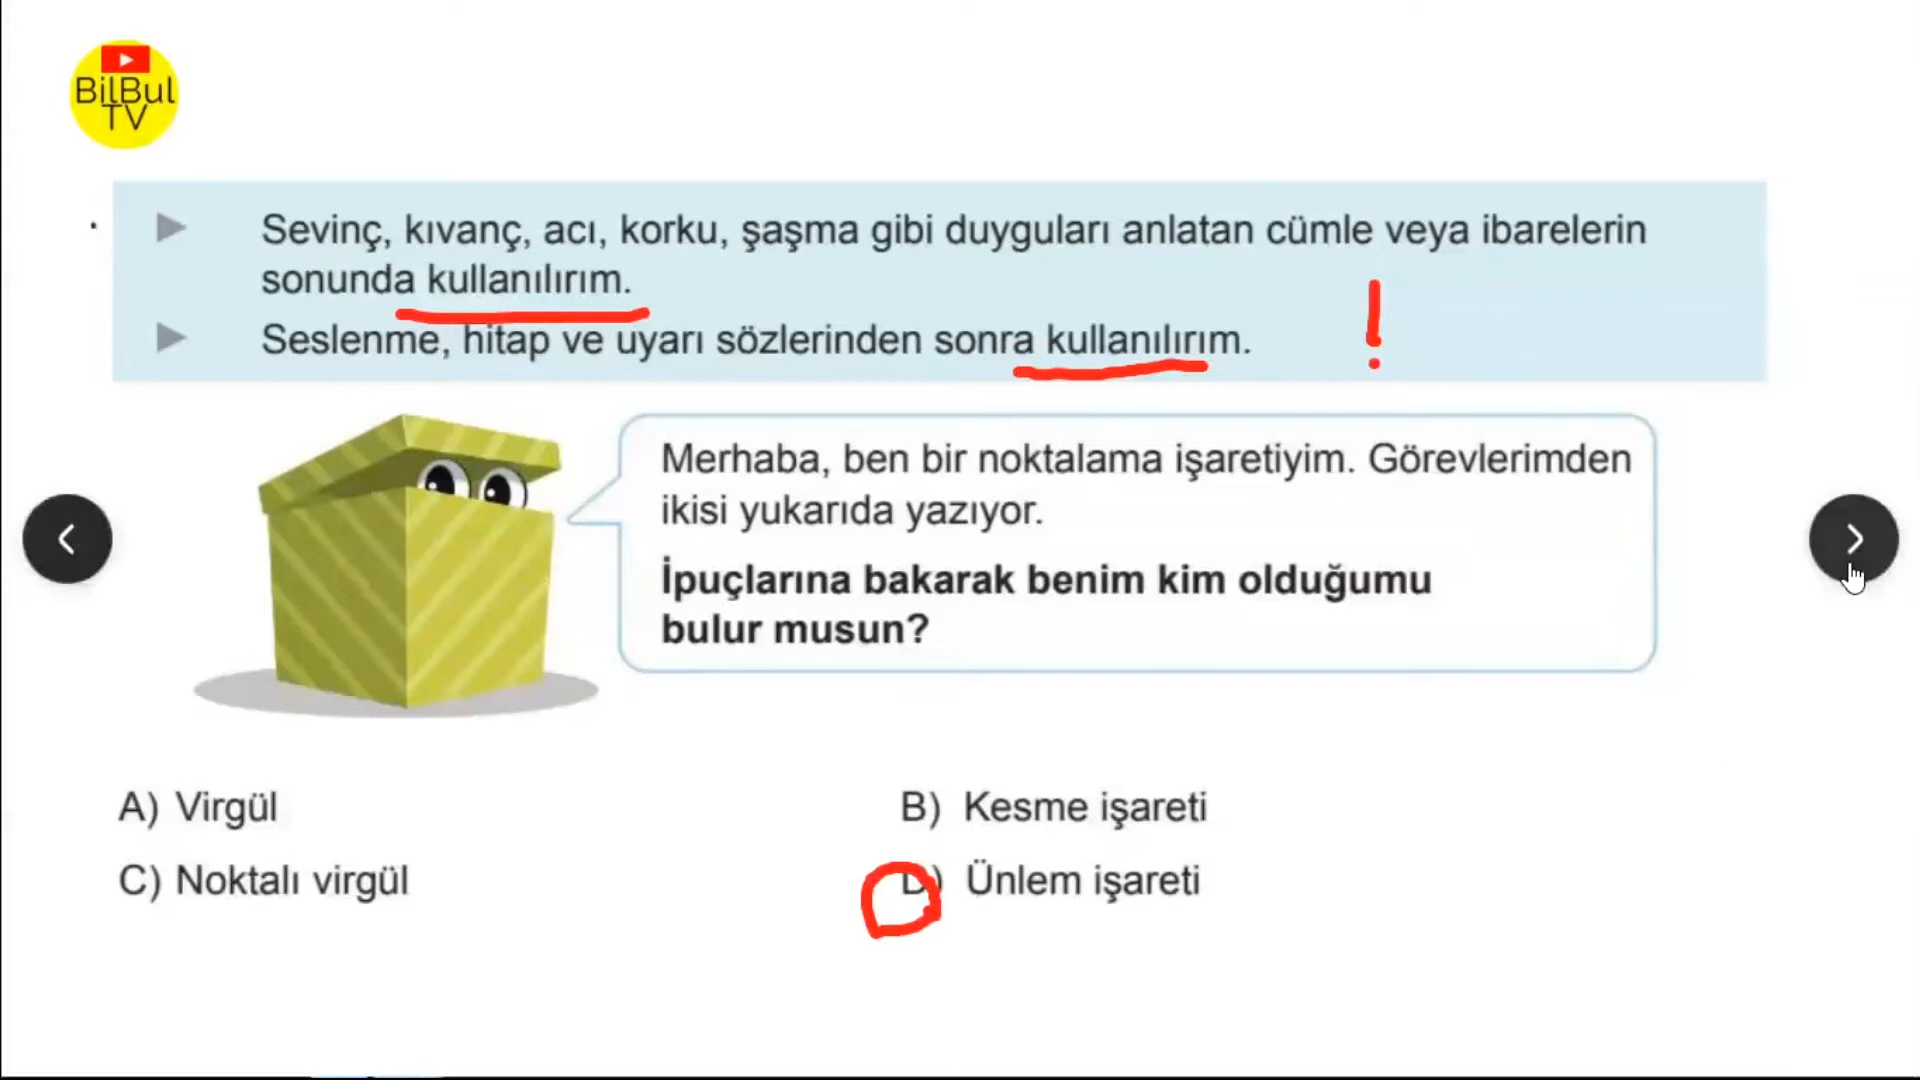 BilBul
TV
Sevinç, kıvanç, acı, korku, şaşma gibi duyguları anlatan cümle veya ibarelerin
sonunda kullanılırım.
!
Seslenme, hitap ve uyarı sözlerinden sonra kullanılırım.
Merhaba, ben bir noktalama işaretiyim. Görevlerimden
ikisi yukarıda yazıyor.
İpuçlarına bakarak benim kim olduğumu
bulur musun?
A) Virgül
B) Kesme işareti
C) Noktalı virgül
D) Ünlem işareti